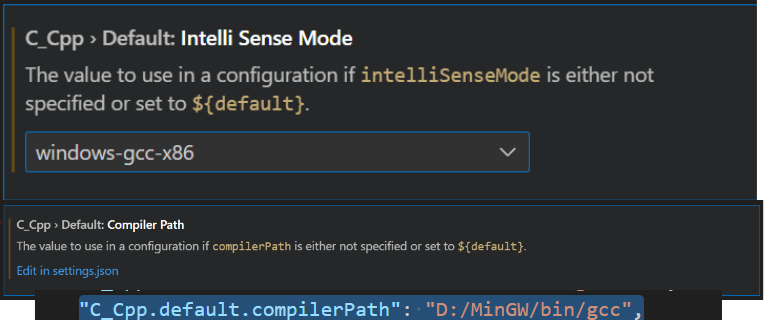 C_Cpp › Default: Intelli Sense Mode
The value to use in a configuration if intelliSenseMode is either not
specified or set to ${default}.
windows-gcc-x86
C_Cpp › Default: Compiler Path
The value to use in a configuration if compilerPath is either not specified or set to ${default}.
Edit in settings.json
"C_Cpp.default.compilerPath": "D:/MinGW/bin/gcc",